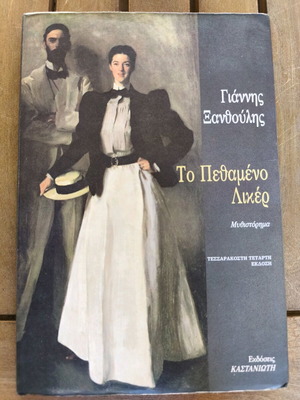 Γιάννης
Ξανθούλης
Το Πεθαμένο
Λικέρ
Μυθιστόρημα
ΤΕΣΣΑΡΑΚΟΣΤΗ ΤΕΤΑΡΤΗ
ΕΚΔΟΣΗ
Εκδόσεις
ΚΑΣΤΑΝΙΩΤΗ